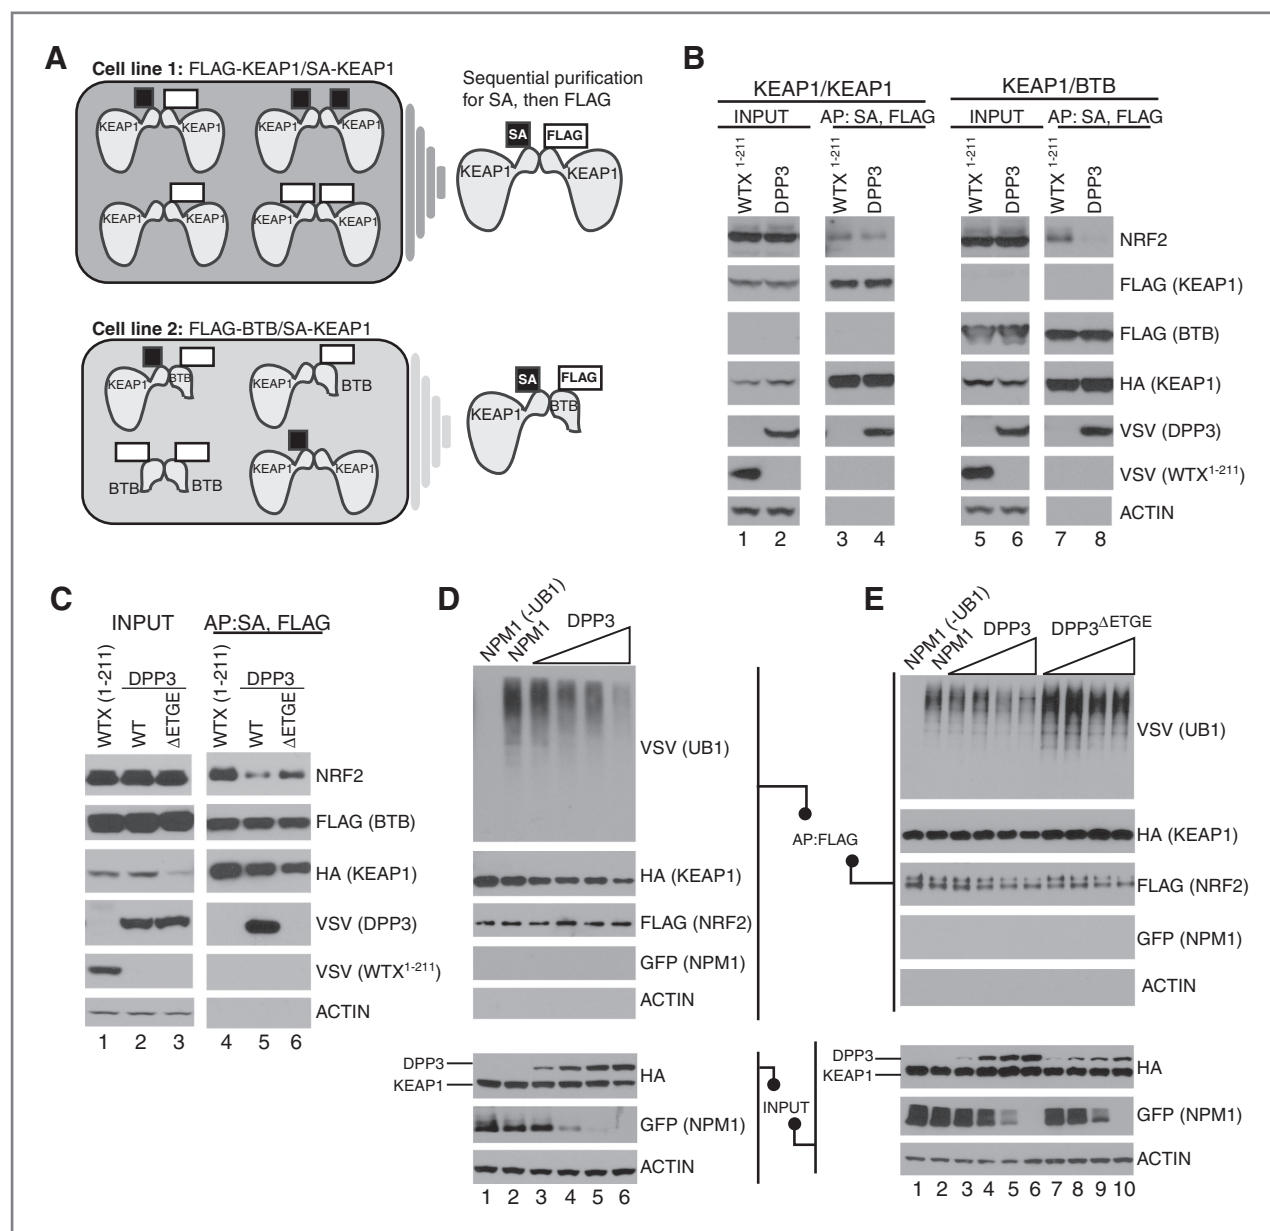 A
Cell line 1: FLAG-KEAP1/SA-KEAP1
KEAP1
KEAP1
KEAP1
KEAP1
KEAP1
KEAP1
KEAP1
KEAP1
Sequential purification
for SA, then FLAG
SA
FLAG
KEAP1
KEAP1
Cell line 2: FLAG-BTB/SA-KEAP1
KEAP1
BTB
KEAP1
BTB
BTB
BTB
KEAP1
KEAP1
SA
FLAG
KEAP1
BTB
B
KEAP1/KEAP1
KEAP1/BTB
INPUT
AP: SA, FLAG
INPUT
AP: SA, FLAG
WTX 1-211
DPP3
WTX 1-211
DPP3
WTX 1-211
DPP3
WTX 1-211
DPP3
NRF2
FLAG (KEAP1)
FLAG (BTB)
HA (KEAP1)
VSV (DPP3)
VSV (WTX1-211)
ACTIN
1 2 3 4 5 6 7 8
C
INPUT
AP:SA, FLAG
WTX (1-211)
DPP3
WT
ΔETGE
WTX (1-211)
DPP3
WT
ΔETGE
NRF2
FLAG (BTB)
HA (KEAP1)
VSV (DPP3)
VSV (WTX1-211)
ACTIN
1 2 3 4 5 6
D
NPM1 (-UB1)
NPM1
DPP3
VSV (UB1)
HA (KEAP1)
FLAG (NRF2)
GFP (NPM1)
ACTIN
DPP3
KEAP1
HA
GFP (NPM1)
ACTIN
1 2 3 4 5 6
AP:FLAG
INPUT
E
NPM1 (-UB1)
NPM1
DPP3
DPP3ΔETGE
VSV (UB1)
HA (KEAP1)
FLAG (NRF2)
GFP (NPM1)
ACTIN
DPP3
KEAP1
HA
GFP (NPM1)
ACTIN
1 2 3 4 5 6 7 8 9 10